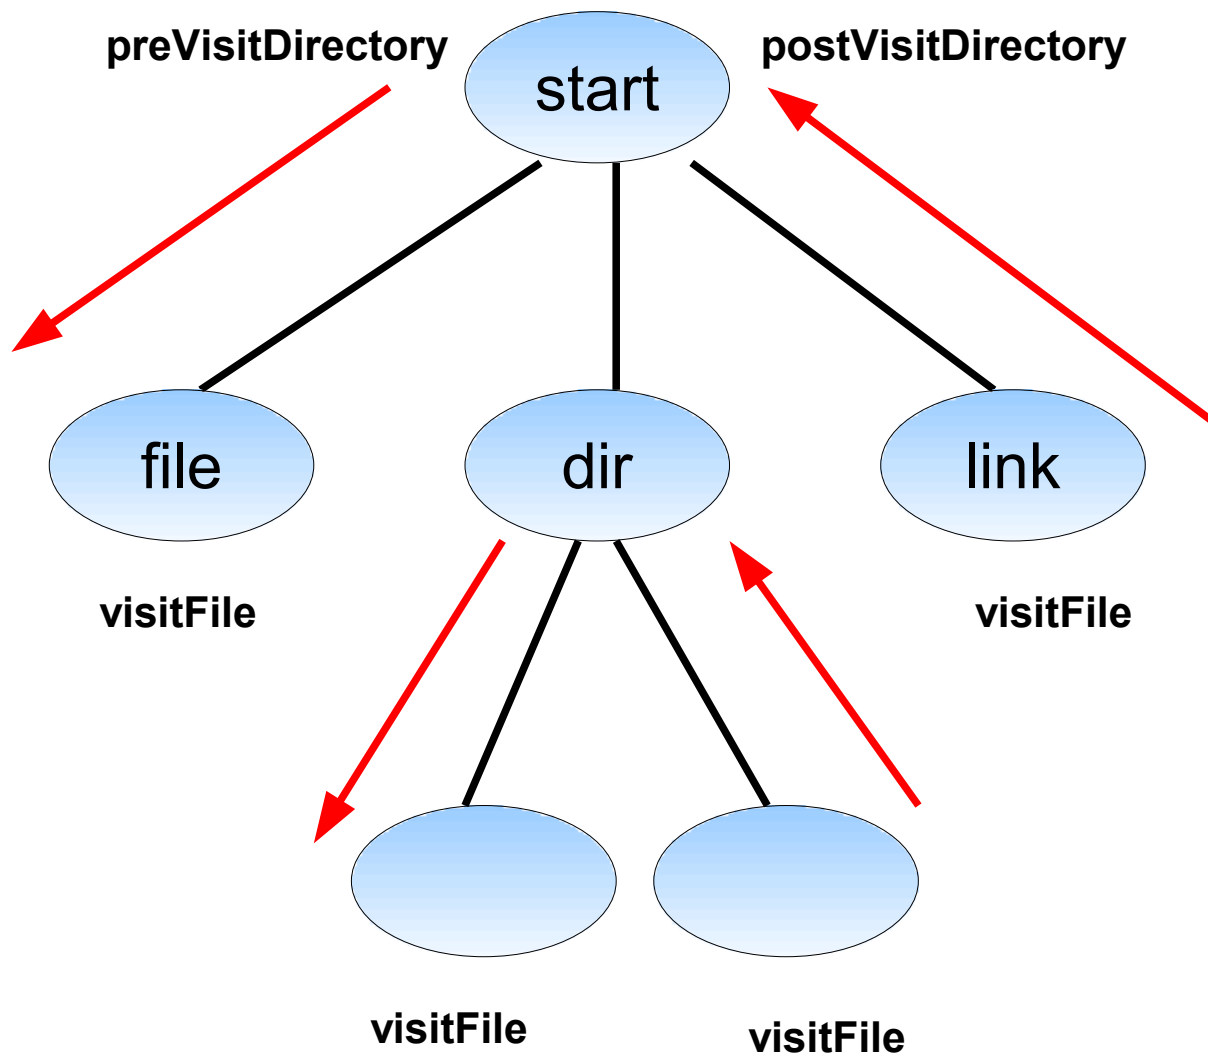 preVisitDirectory
postVisitDirectory
start
file
dir
link
visitFile
visitFile
visitFile
visitFile